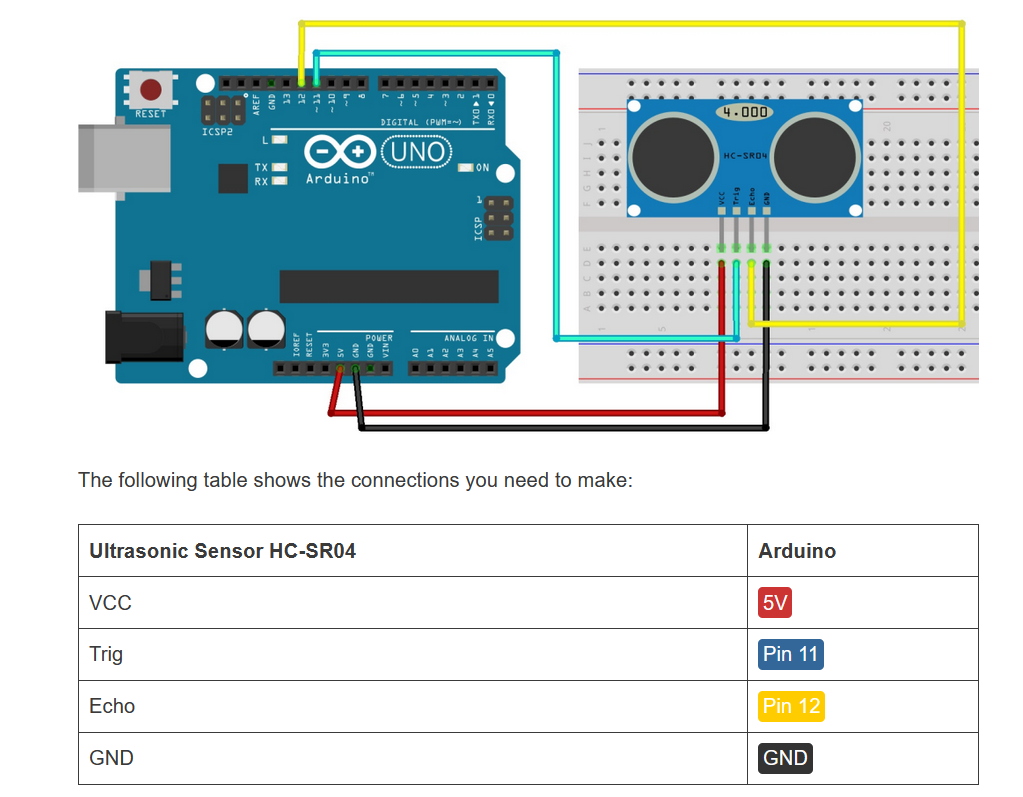 RESET
ICSP2
AREF
GND
13
12
~11
~10
~9
8
7
~6
~5
4
~3
2
TXD▶1
RXD◀0
DIGITAL (PWM=~)
L
TX
RX
UNO
Arduino™
ON
1
ICSP
IOREF
RESET
3V3
5V
GND
GND
VIN
POWER
ANALOG IN
A0
A1
A2
A3
A4
A5
4.000
HC-SR04
VCC
Trig
Echo
GND
The following table shows the connections you need to make:
Ultrasonic Sensor HC-SR04 Arduino
VCC 5V
Trig Pin 11
Echo Pin 12
GND GND